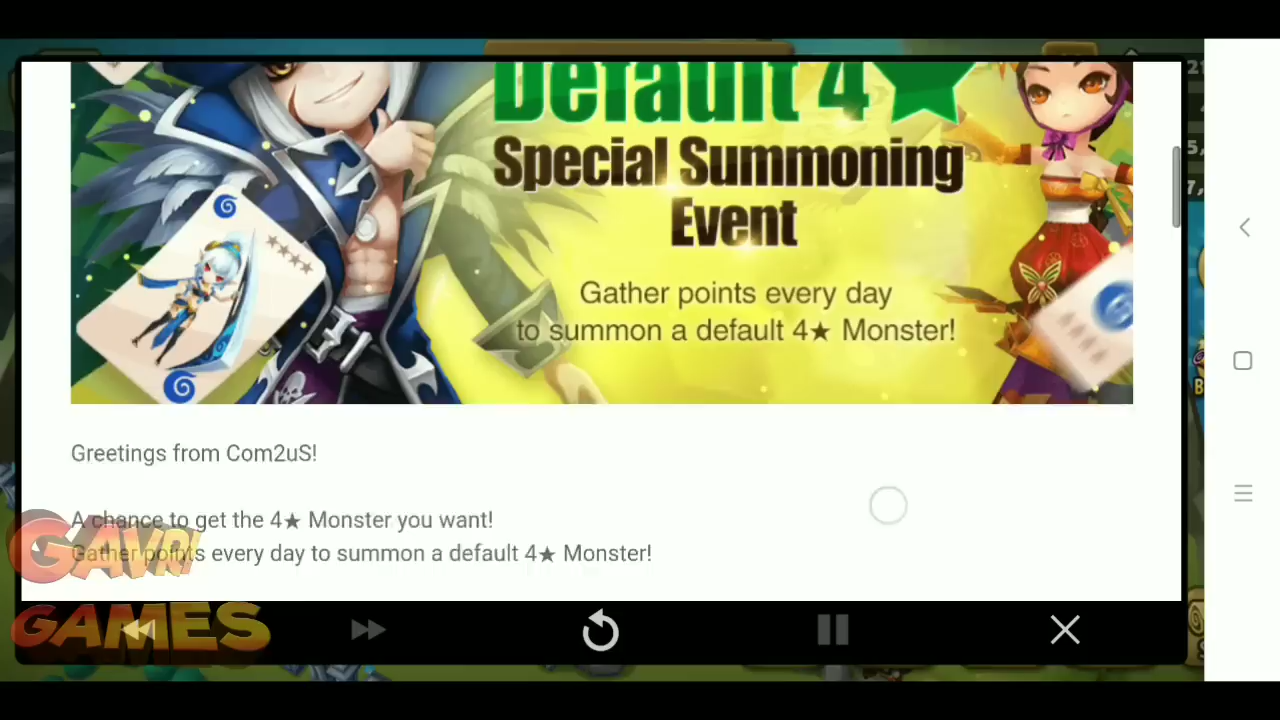 Default 4★
Special Summoning
Event
Gather points every day
to summon a default 4★ Monster!
Greetings from Com2uS!
A chance to get the 4★ Monster you want!
Gather points every day to summon a default 4★ Monster!
GAVRI
GAMES